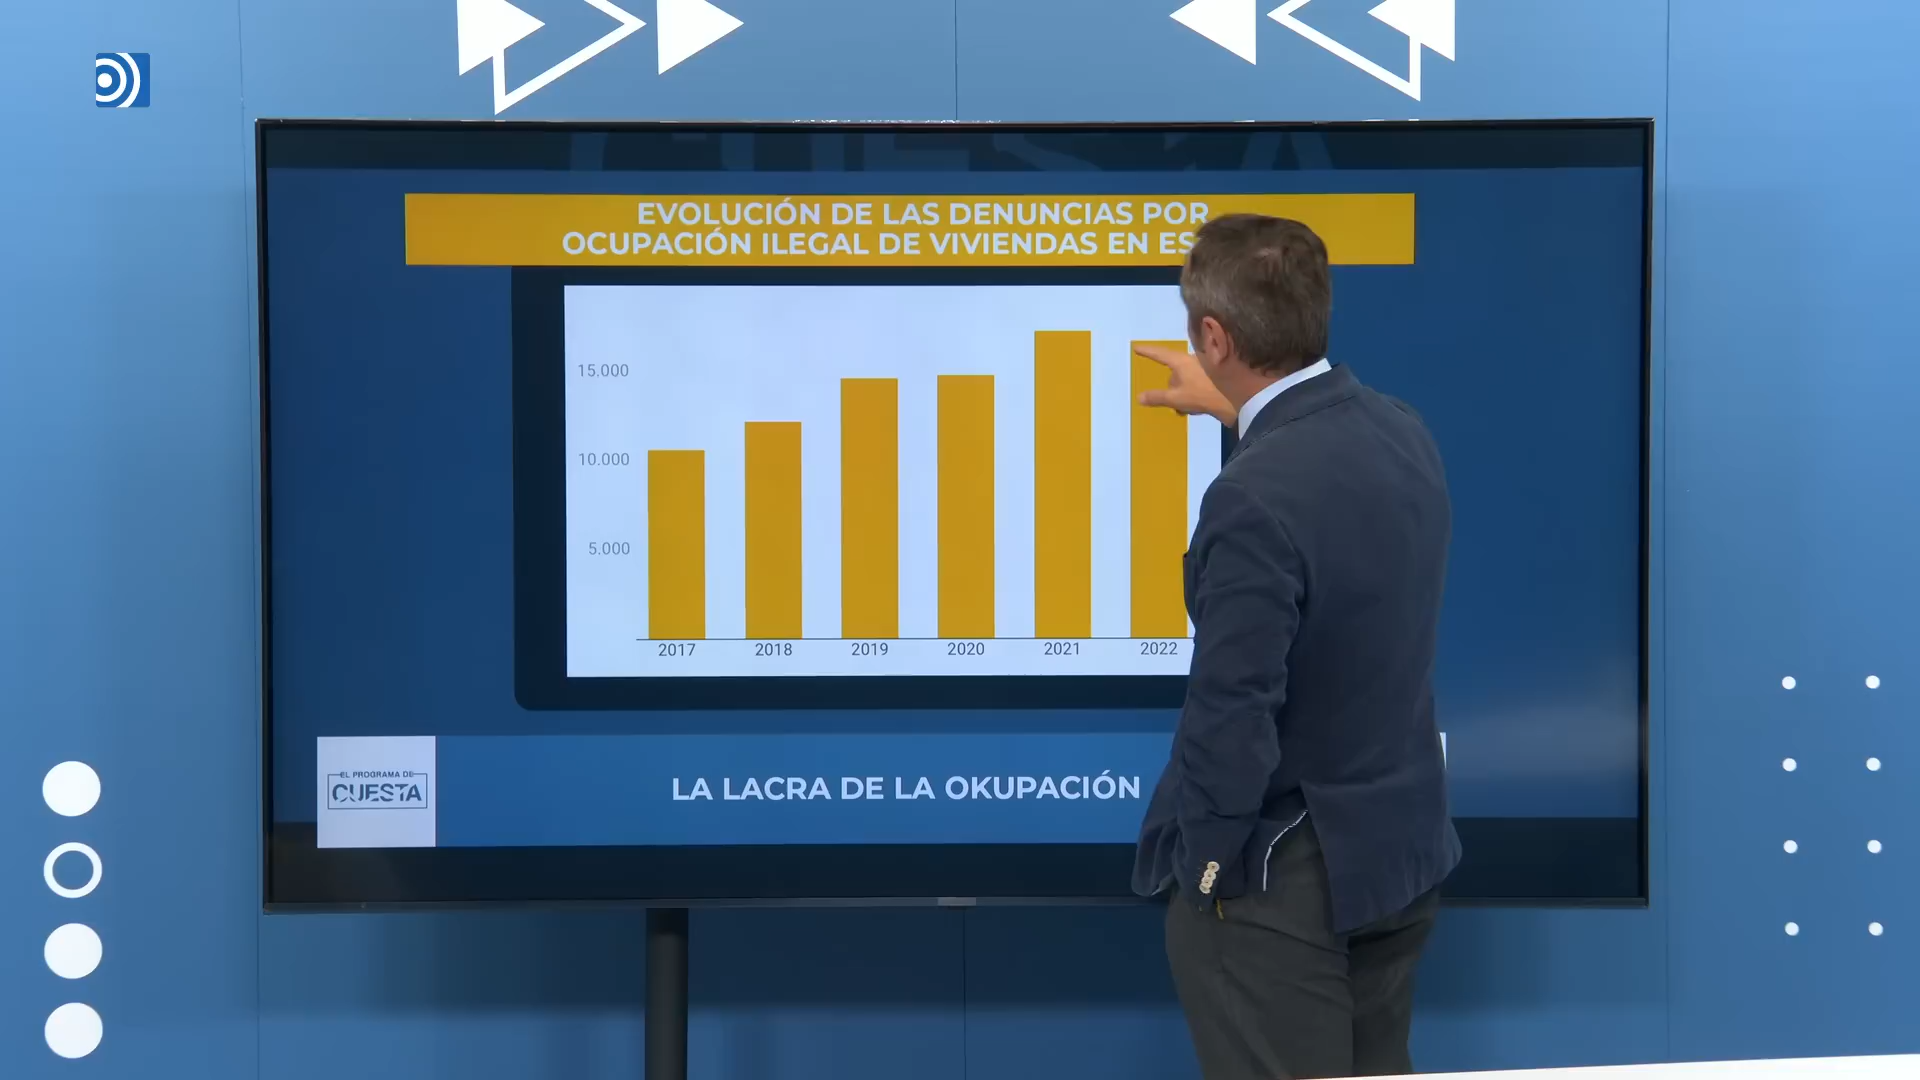 EVOLUCIÓN DE LAS DENUNCIAS POR
OCUPACIÓN ILEGAL DE VIVIENDAS EN ES
15.000
10.000
5.000
2017 2018 2019 2020 2021 2022
EL PROGRAMA DE
CUESTA
LA LACRA DE LA OKUPACIÓN